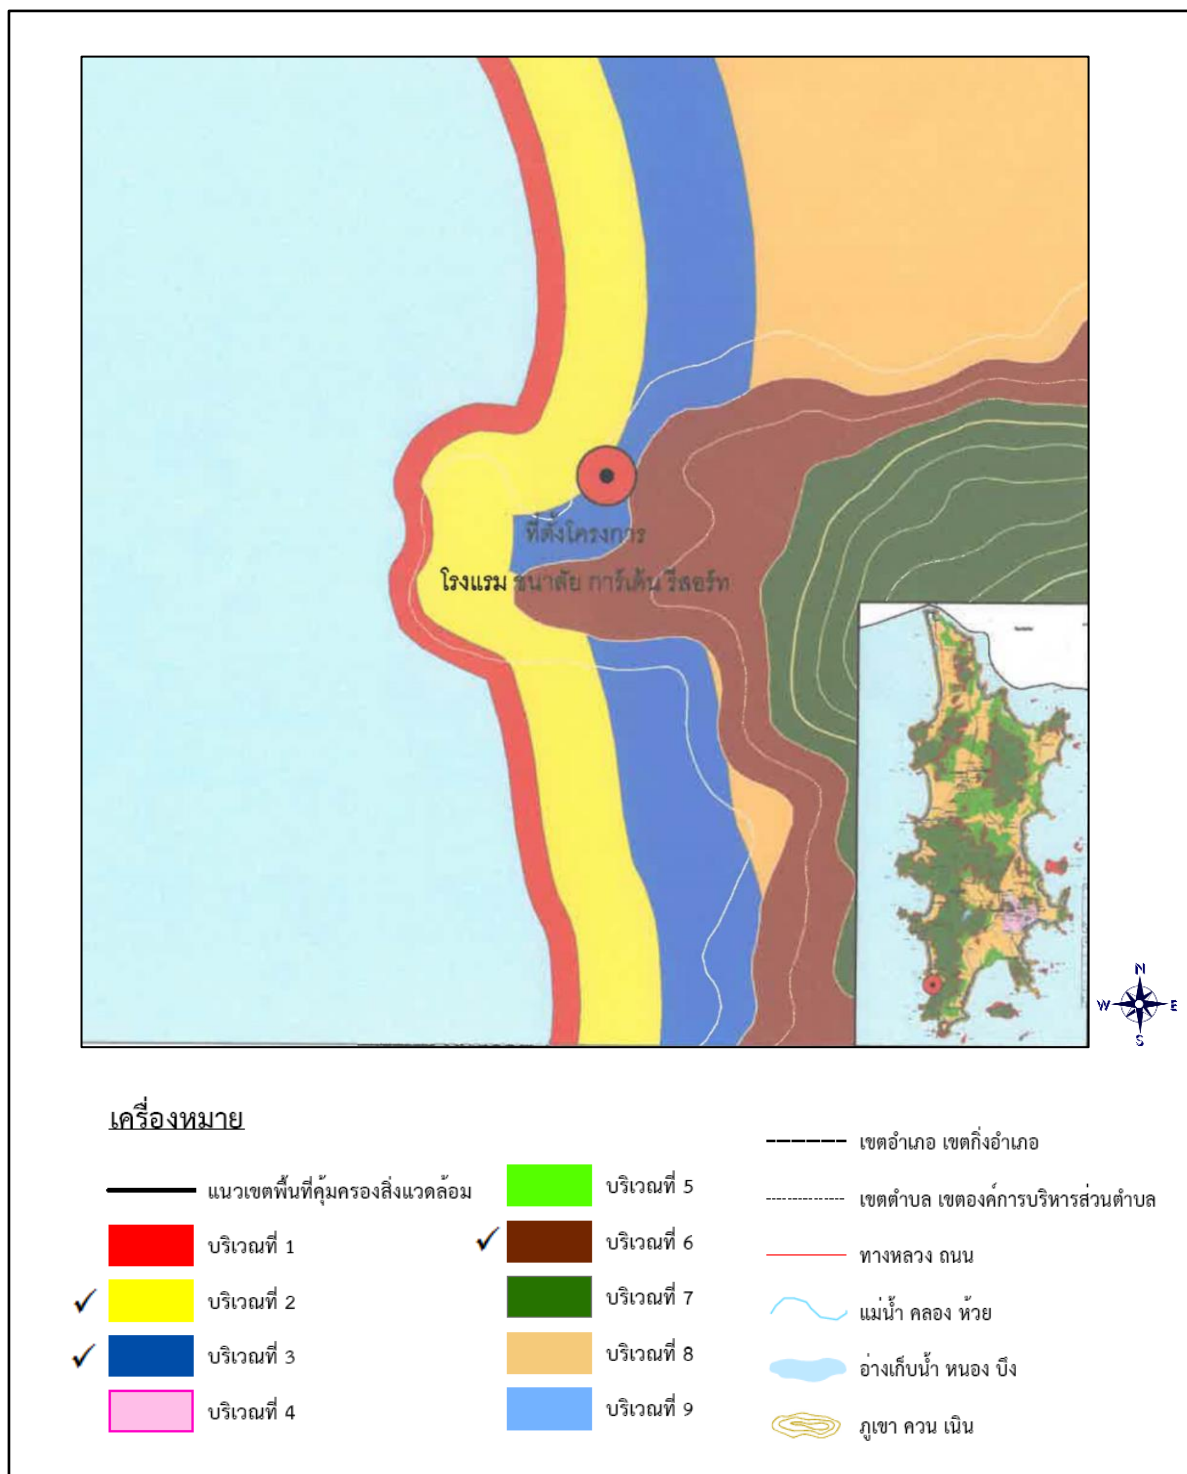 ที่ตั้งโครงการ
โรงแรม ชนาลัย การ์เด้น รีสอร์ท
N
W E
S
เครื่องหมาย
แนวเขตพื้นที่คุ้มครองสิ่งแวดล้อม
บริเวณที่ 1
✓ บริเวณที่ 2
✓ บริเวณที่ 3
บริเวณที่ 4
บริเวณที่ 5
✓ บริเวณที่ 6
บริเวณที่ 7
บริเวณที่ 8
บริเวณที่ 9
เขตอำเภอ เขตกิ่งอำเภอ
เขตตำบล เขตองค์การบริหารส่วนตำบล
ทางหลวง ถนน
แม่น้ำ คลอง ห้วย
อ่างเก็บน้ำ หนอง บึง
ภูเขา ควน เนิน